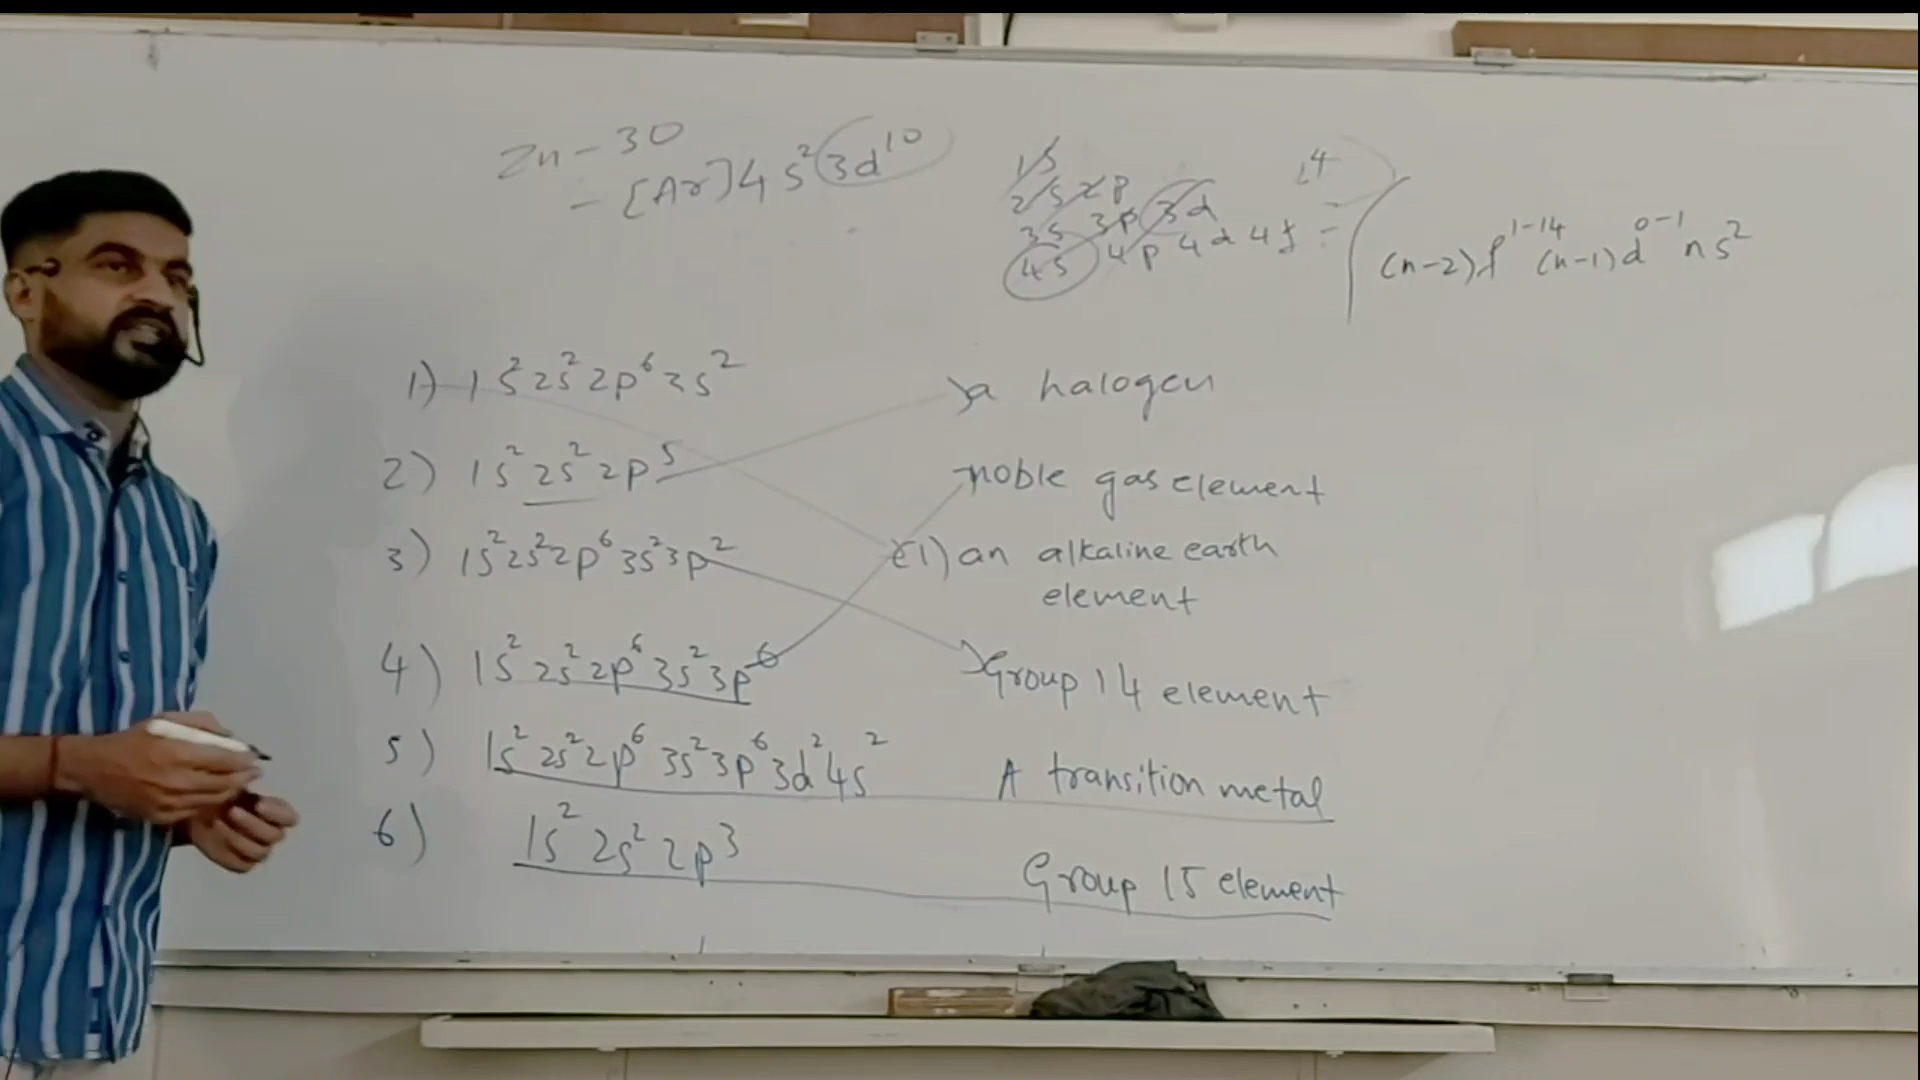 Zn - 30
- [Ar] 4s² 3d¹⁰
1s
2s 2p
3s 3p 3d
4s 4p 4d 4f
14
(n-2)f¹⁻¹⁴ (n-1)d⁰⁻¹ ns²
1) 1s² 2s² 2p⁶ 3s²
a halogen
2) 1s² 2s² 2p⁵
noble gas element
3) 1s² 2s² 2p⁶ 3s² 3p²
(1) an alkaline earth
element
4) 1s² 2s² 2p⁶ 3s² 3p⁶
Group 14 element
5) 1s² 2s² 2p⁶ 3s² 3p⁶ 3d² 4s²
A transition metal
6) 1s² 2s² 2p³
Group 15 element